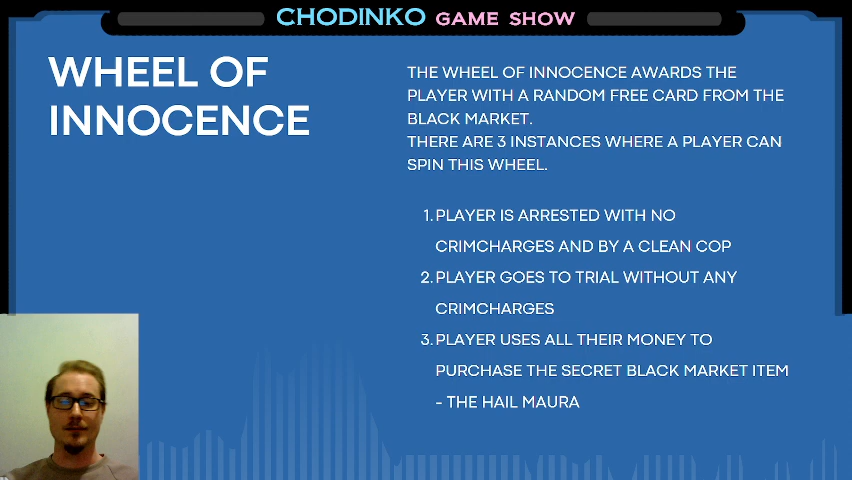 CHODINKO GAME SHOW
WHEEL OF
INNOCENCE
THE WHEEL OF INNOCENCE AWARDS THE
PLAYER WITH A RANDOM FREE CARD FROM THE
BLACK MARKET.
THERE ARE 3 INSTANCES WHERE A PLAYER CAN
SPIN THIS WHEEL.
1. PLAYER IS ARRESTED WITH NO
CRIMCHARGES AND BY A CLEAN COP
2. PLAYER GOES TO TRIAL WITHOUT ANY
CRIMCHARGES
3. PLAYER USES ALL THEIR MONEY TO
PURCHASE THE SECRET BLACK MARKET ITEM
- THE HAIL MAURA